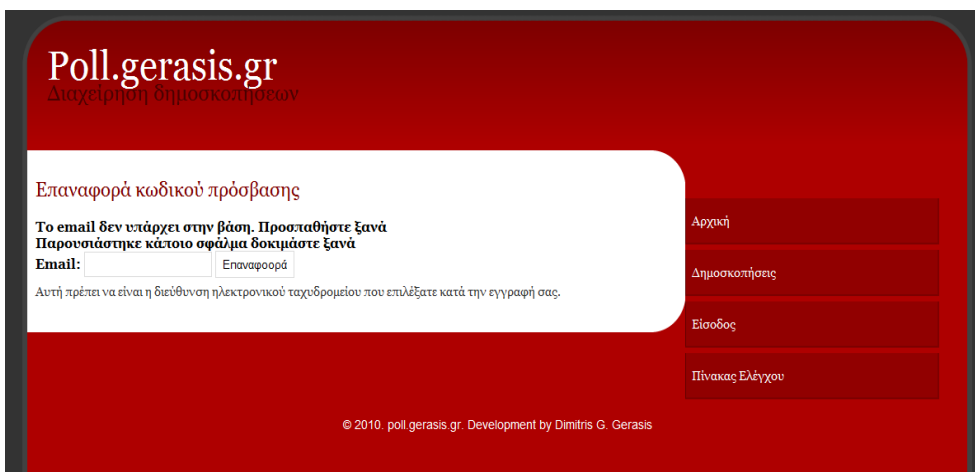 Poll.gerasis.gr
Διαχείρηση δημοσκοπήσεων
Επαναφορά κωδικού πρόσβασης
Το email δεν υπάρχει στην βάση. Προσπαθήστε ξανά
Παρουσιάστηκε κάποιο σφάλμα δοκιμάστε ξανά
Email: Επαναφοορά
Αυτή πρέπει να είναι η διεύθυνση ηλεκτρονικού ταχυδρομείου που επιλέξατε κατά την εγγραφή σας.
Αρχική
Δημοσκοπήσεις
Είσοδος
Πίνακας Ελέγχου
© 2010. poll.gerasis.gr. Development by Dimitris G. Gerasis